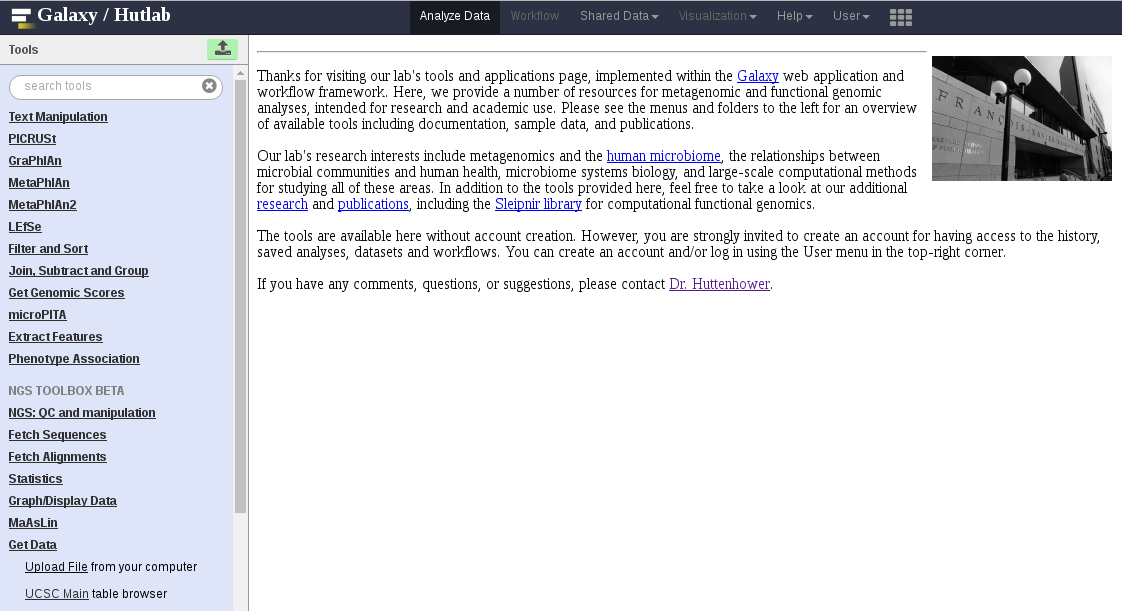 Galaxy / Hutlab
Analyze Data
Workflow
Shared Data
Visualization
Help
User
Tools
search tools
Text Manipulation
PICRUSt
GraPhlAn
MetaPhlAn
MetaPhlAn2
LEfSe
Filter and Sort
Join, Subtract and Group
Get Genomic Scores
microPITA
Extract Features
Phenotype Association
NGS TOOLBOX BETA
NGS: QC and manipulation
Fetch Sequences
Fetch Alignments
Statistics
Graph/Display Data
MaAsLin
Get Data
Upload File from your computer
UCSC Main table browser
Thanks for visiting our lab's tools and applications page, implemented within the Galaxy web application and
workflow framework. Here, we provide a number of resources for metagenomic and functional genomic
analyses, intended for research and academic use. Please see the menus and folders to the left for an overview
of available tools including documentation, sample data, and publications.
Our lab's research interests include metagenomics and the human microbiome, the relationships between
microbial communities and human health, microbiome systems biology, and large-scale computational methods
for studying all of these areas. In addition to the tools provided here, feel free to take a look at our additional
research and publications, including the Sleipnir library for computational functional genomics.
The tools are available here without account creation. However, you are strongly invited to create an account for having access to the history,
saved analyses, datasets and workflows. You can create an account and/or log in using the User menu in the top-right corner.
If you have any comments, questions, or suggestions, please contact Dr. Huttenhower.
FRANÇOIS-XAVIER